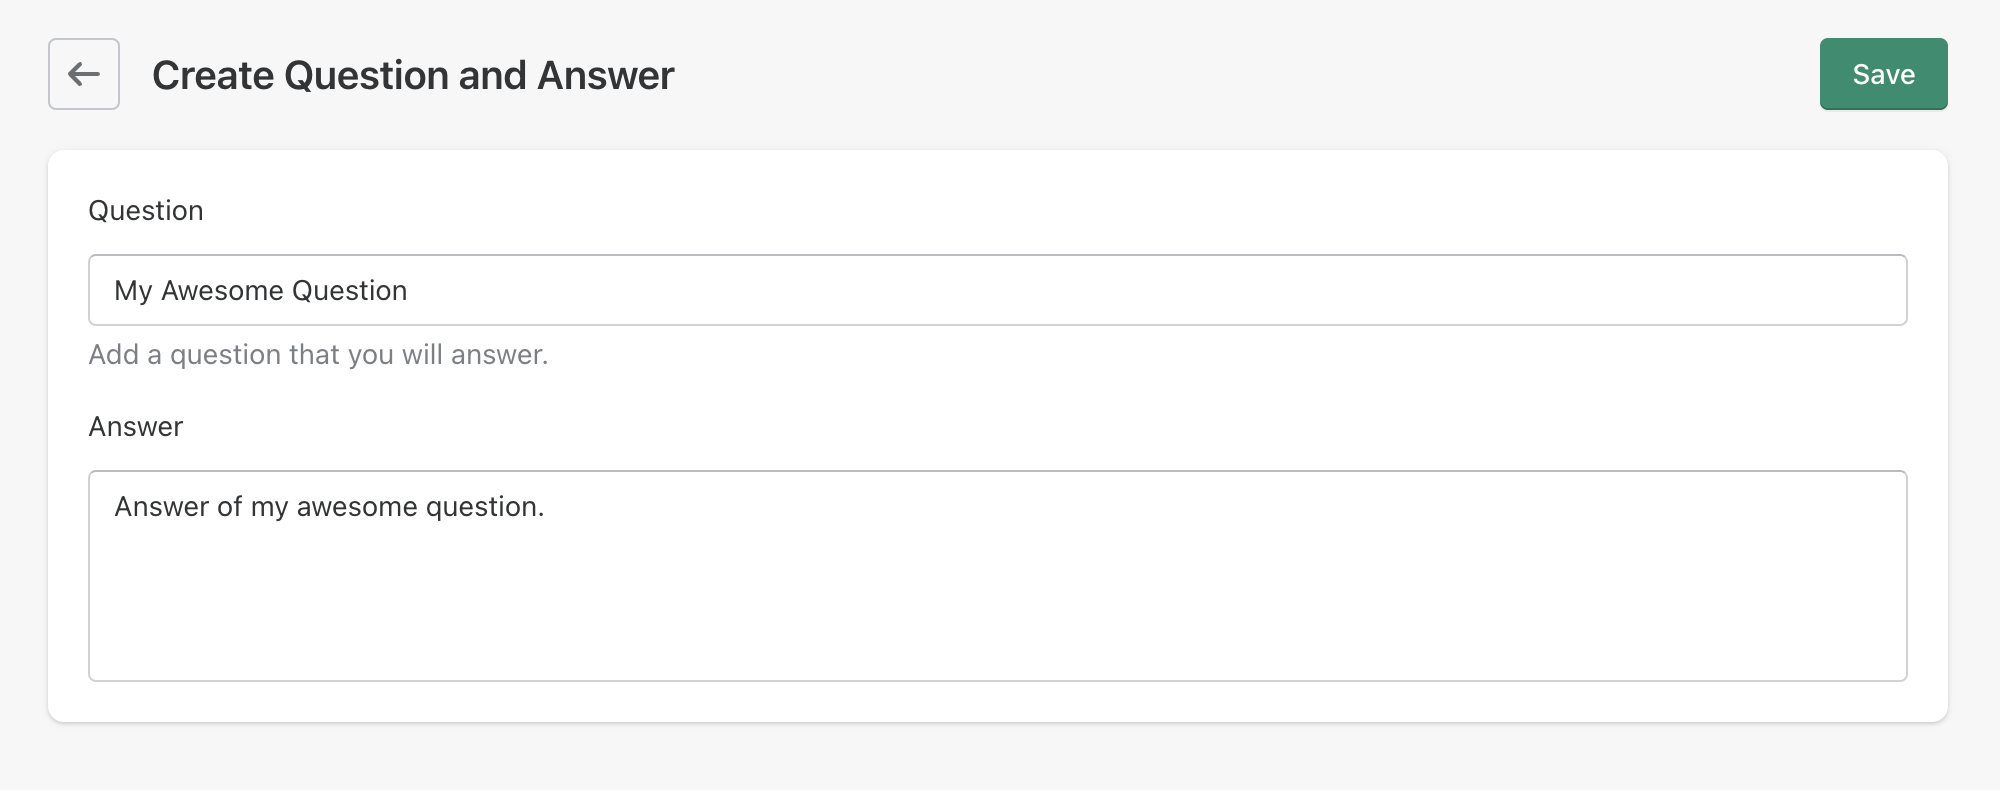 Create Question and Answer
Save
Question
My Awesome Question
Add a question that you will answer.
Answer
Answer of my awesome question.